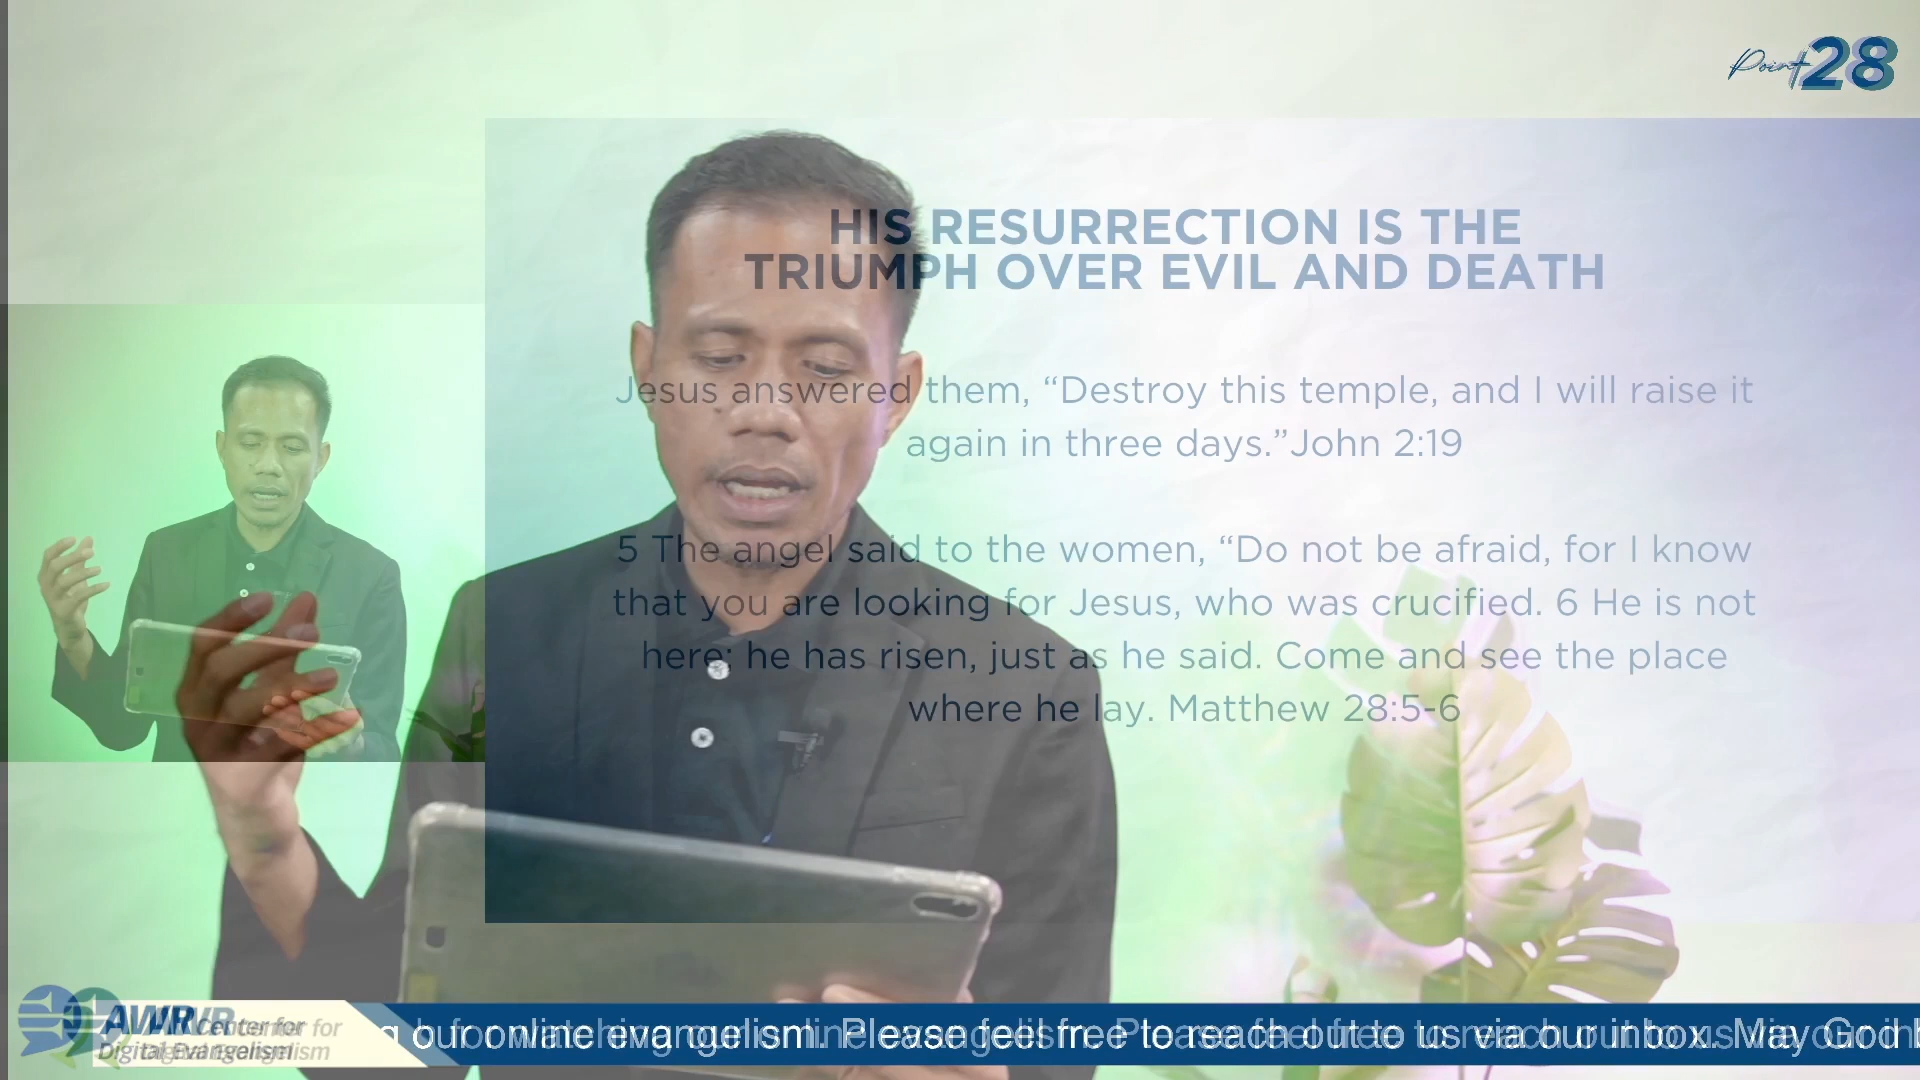 Point 28
HIS RESURRECTION IS THE
TRIUMPH OVER EVIL AND DEATH
Jesus answered them, “Destroy this temple, and I will raise it
again in three days.”John 2:19
5 The angel said to the women, “Do not be afraid, for I know
that you are looking for Jesus, who was crucified. 6 He is not
here; he has risen, just as he said. Come and see the place
where he lay. Matthew 28:5-6
AWR Center for
Digital Evangelism
our online evangelism. Please feel free to reach out to us via our inbox. May God